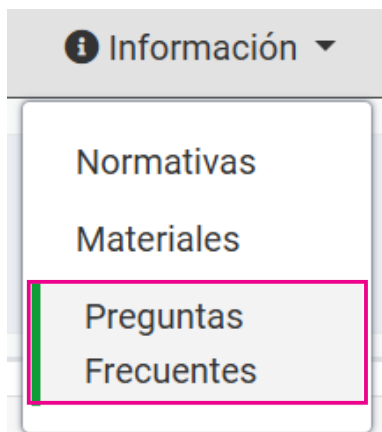 Información
Normativas
Materiales
Preguntas
Frecuentes